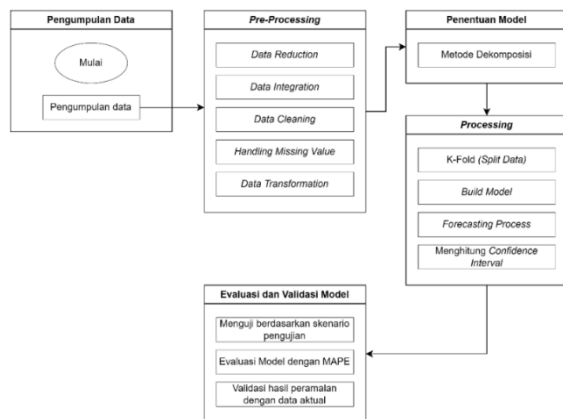 Pengumpulan Data
Mulai
Pengumpulan data
Pre-Processing
Data Reduction
Data Integration
Data Cleaning
Handling Missing Value
Data Transformation
Penentuan Model
Metode Dekomposisi
Processing
K-Fold (Split Data)
Build Model
Forecasting Process
Menghitung Confidence
Interval
Evaluasi dan Validasi Model
Menguji berdasarkan skenario
pengujian
Evaluasi Model dengan MAPE
Validasi hasil peramalan
dengan data aktual